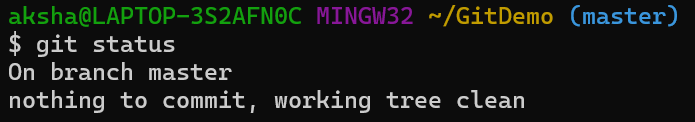 aksha@LAPTOP-3S2AFN0C MINGW32 ~/GitDemo (master)
$ git status
On branch master
nothing to commit, working tree clean